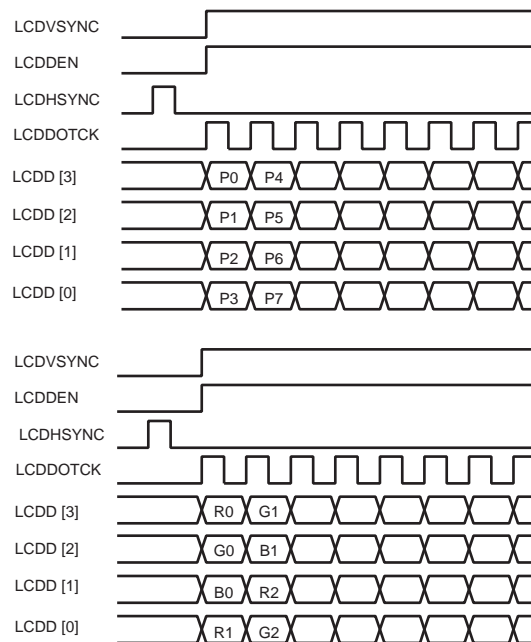 LCDVSYNC
LCDDEN
LCDHSYNC
LCDDOTCK
LCDD [3] P0 P4
LCDD [2] P1 P5
LCDD [1] P2 P6
LCDD [0] P3 P7
LCDVSYNC
LCDDEN
LCDHSYNC
LCDDOTCK
LCDD [3] R0 G1
LCDD [2] G0 B1
LCDD [1] B0 R2
LCDD [0] R1 G2